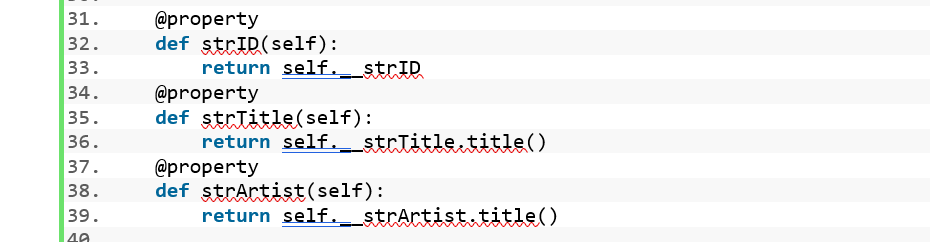 31. @property
32. def strID(self):
33. return self.__strID
34. @property
35. def strTitle(self):
36. return self.__strTitle.title()
37. @property
38. def strArtist(self):
39. return self.__strArtist.title()
40